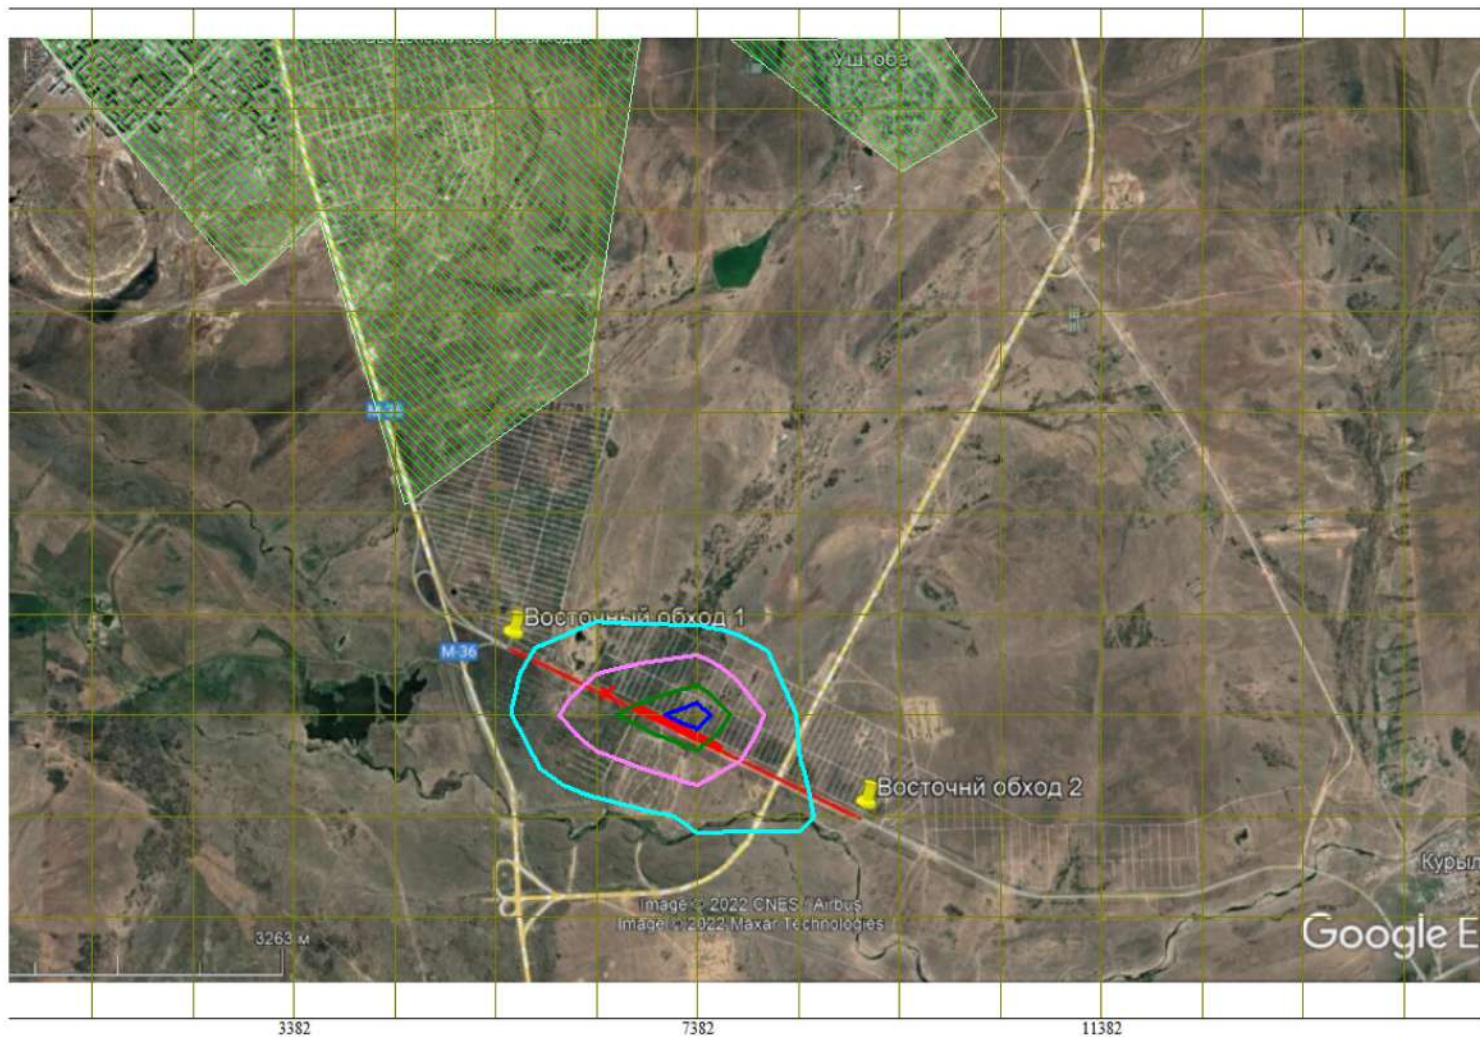 Уштобе
Восточный обход 1
М-36
Восточнй обход 2
Курыл
Image © 2022 CNES / Airbus
Image © 2022 Maxar Technologies
3263 м
Google E
3382
7382
11382